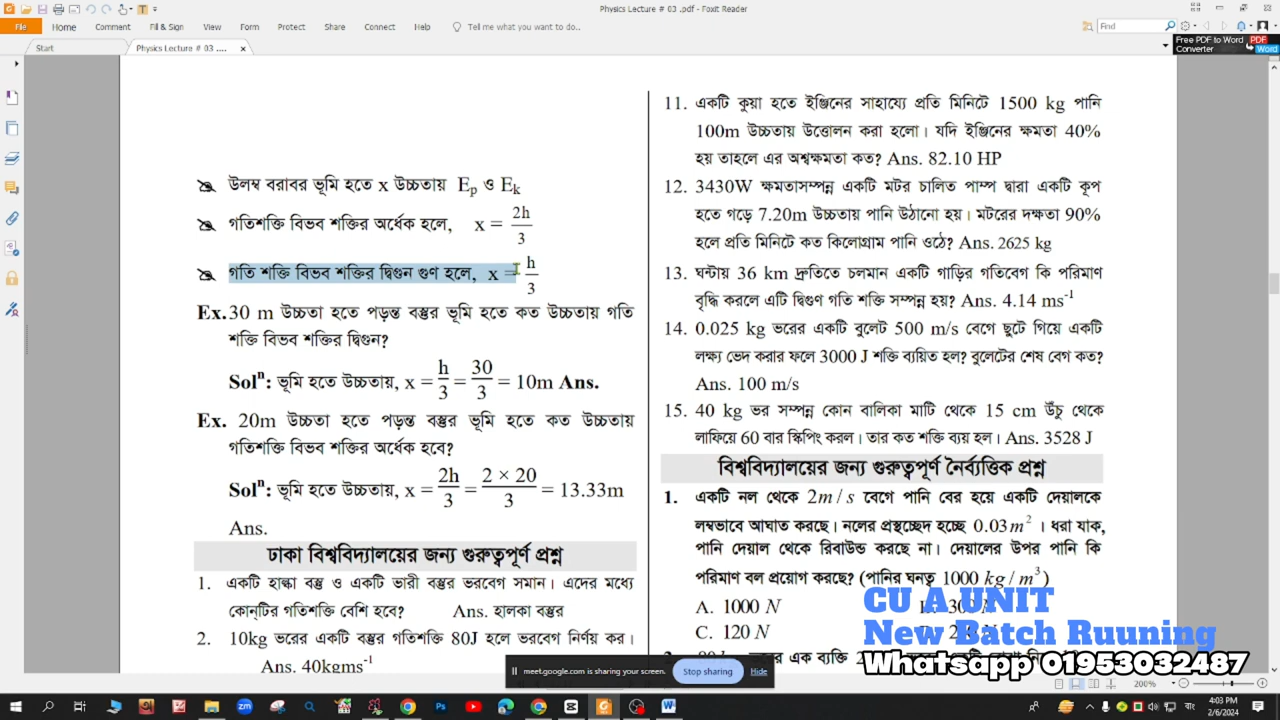 Physics Lecture # 03 .pdf - Foxit Reader
File Home Comment Fill & Sign View Form Protect Share Connect Help Tell me what you want to do.. Find
Start Physics Lecture # 03 ....
Free PDF to Word Converter PDF Word
উলম্ব বরাবর ভূমি হতে x উচ্চতায় Ep ও Ek
গতিশক্তি বিভব শক্তির অর্ধেক হলে, x = 2h/3
গতি শক্তি বিভব শক্তির দ্বিগুন গুণ হলে, x = h/3
Ex. 30 m উচ্চতা হতে পড়ন্ত বস্তুর ভূমি হতে কত উচ্চতায় গতি
শক্তি বিভব শক্তির দ্বিগুন?
Solⁿ: ভূমি হতে উচ্চতায়, x = h/3 = 30/3 = 10m Ans.
Ex. 20m উচ্চতা হতে পড়ন্ত বস্তুর ভূমি হতে কত উচ্চতায়
গতিশক্তি বিভব শক্তির অর্ধেক হবে?
Solⁿ: ভূমি হতে উচ্চতায়, x = 2h/3 = 2 × 20/3 = 13.33m
Ans.
ঢাকা বিশ্ববিদ্যালয়ের জন্য গুরুত্বপূর্ণ প্রশ্ন
1. একটি হাল্কা বস্তু ও একটি ভারী বস্তুর ভরবেগ সমান। এদের মধ্যে
কোন্‌টির গতিশক্তি বেশি হবে? Ans. হালকা বস্তুর
2. 10kg ভরের একটি বস্তুর গতিশক্তি 80J হলে ভরবেগ নির্ণয় কর।
Ans. 40kgms⁻¹
11. একটি কুয়া হতে ইঞ্জিনের সাহায্যে প্রতি মিনিটে 1500 kg পানি
100m উচ্চতায় উত্তোলন করা হলো। যদি ইঞ্জিনের ক্ষমতা 40%
হয় তাহলে এর অশ্বক্ষমতা কত? Ans. 82.10 HP
12. 3430W ক্ষমতাসম্পন্ন একটি মটর চালিত পাম্প দ্বারা একটি কূপ
হতে গড়ে 7.20m উচ্চতায় পানি উঠানো হয়। মটরের দক্ষতা 90%
হলে প্রতি মিনিটে কত কিলোগ্রাম পানি ওঠে? Ans. 2625 kg
13. ঘন্টায় 36 km দ্রুতিতে চলমান একটি গাড়ির গতিবেগ কি পরিমাণ
বৃদ্ধি করলে এটি দ্বিগুণ গতি শক্তি সম্পন্ন হয়? Ans. 4.14 ms⁻¹
14. 0.025 kg ভরের একটি বুলেট 500 m/s বেগে ছুটে গিয়ে একটি
লক্ষ্য ভেদ করার ফলে 3000 J শক্তি ব্যয়িত হল? বুলেটের শেষ বেগ কত?
Ans. 100 m/s
15. 40 kg ভর সম্পন্ন কোন বালিকা মাটি থেকে 15 cm উঁচু থেকে
লাফিয়ে 60 বার স্কিপিং করল। তার কত শক্তি ব্যয় হল। Ans. 3528 J
বিশ্ববিদ্যালয়ের জন্য গুরুত্বপূর্ণ নৈর্ব্যত্তিক প্রশ্ন
1. একটি নল থেকে 2m/s বেগে পানি বের হয়ে একটি দেয়ালকে
লম্বভাবে আঘাত করছে। নলের প্রস্থচ্ছেদ হচ্ছে 0.03m²। ধরা যাক,
পানি দেয়াল থেকে রিবাউন্ড করছে না। দেয়ালের উপর পানি কি
পরিমাণ বল প্রয়োগ করছে? (পানির ঘনত্ব 1000 kg/m³)
A. 1000 N
C. 120 N
CU A UNIT
New Batch Ruuning
Whatsapp 01953032487
meet.google.com is sharing your screen. Stop sharing Hide
200%
4:03 PM
2/6/2024